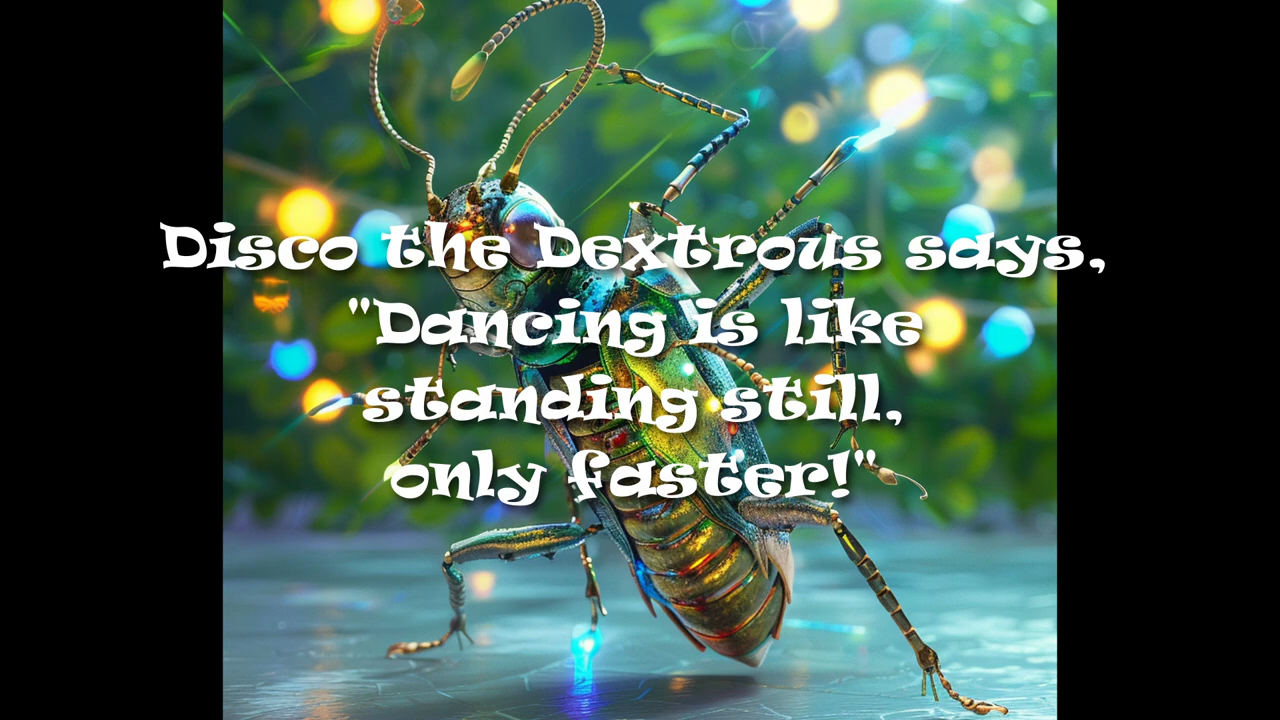 Disco the Dextrous says,
"Dancing is like
standing still,
only faster!"